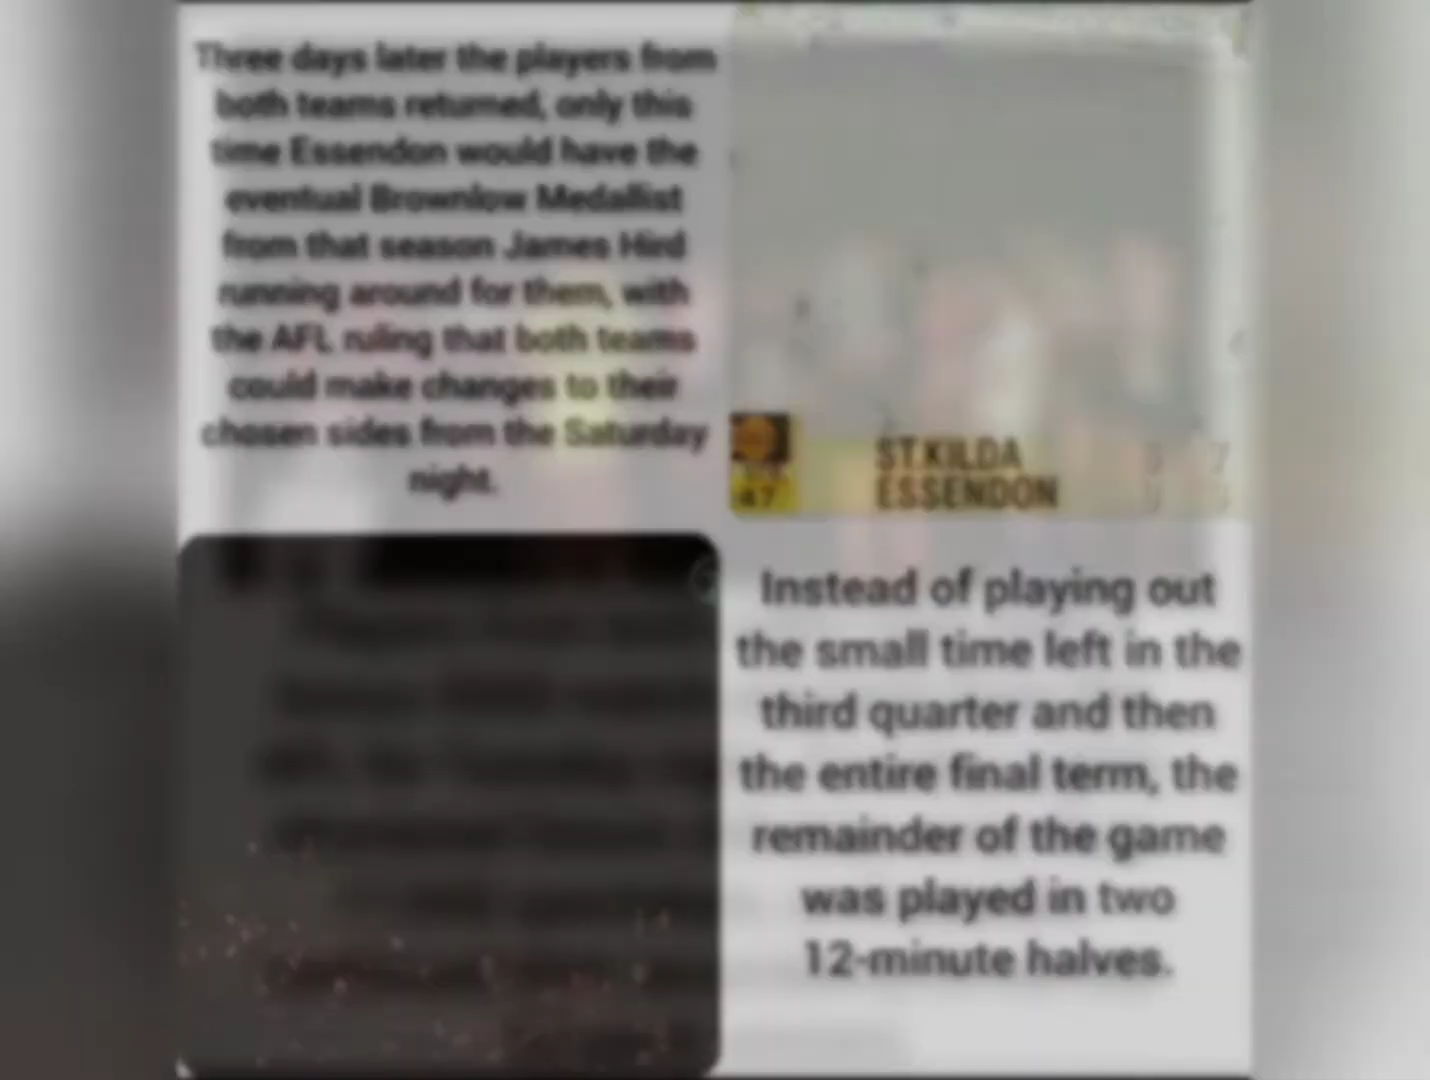 Three days later the players from
both teams returned, only this
time Essendon would have the
eventual Brownlow Medallist
from that season James Hird
running around for them, with
the AFL ruling that both teams
could make changes to their
chosen sides from the Saturday
night.
47
ST.KILDA
ESSENDON
Instead of playing out
the small time left in the
third quarter and then
the entire final term, the
remainder of the game
was played in two
12-minute halves.